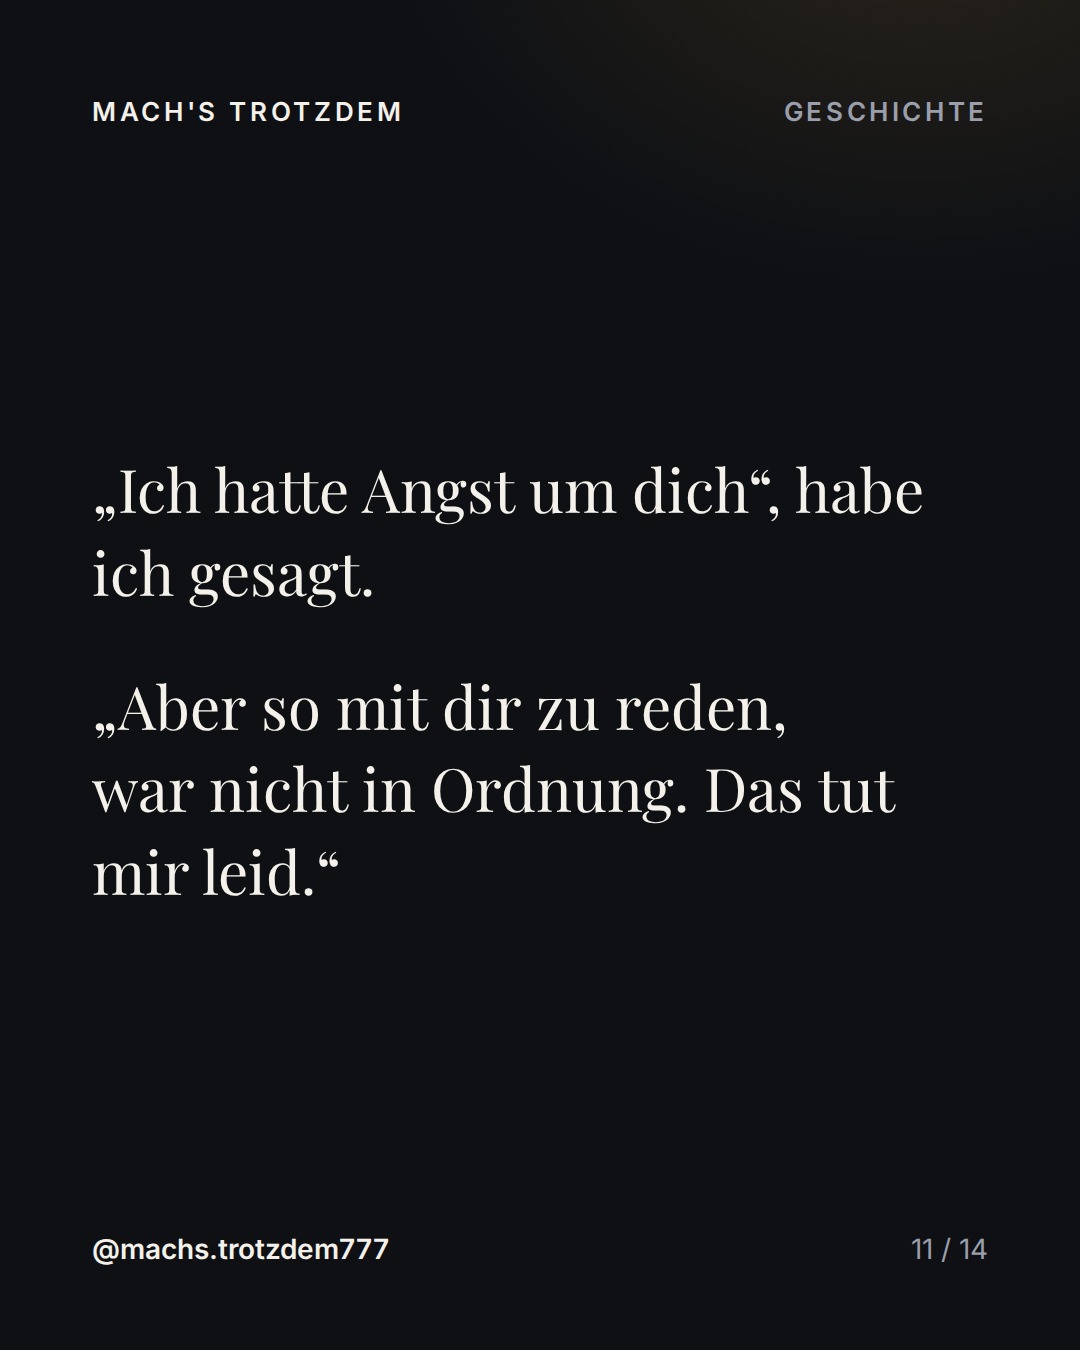 MACH'S TROTZDEM
GESCHICHTE
„Ich hatte Angst um dich“, habe
ich gesagt.
„Aber so mit dir zu reden,
war nicht in Ordnung. Das tut
mir leid.“
@machs.trotzdem777
11 / 14